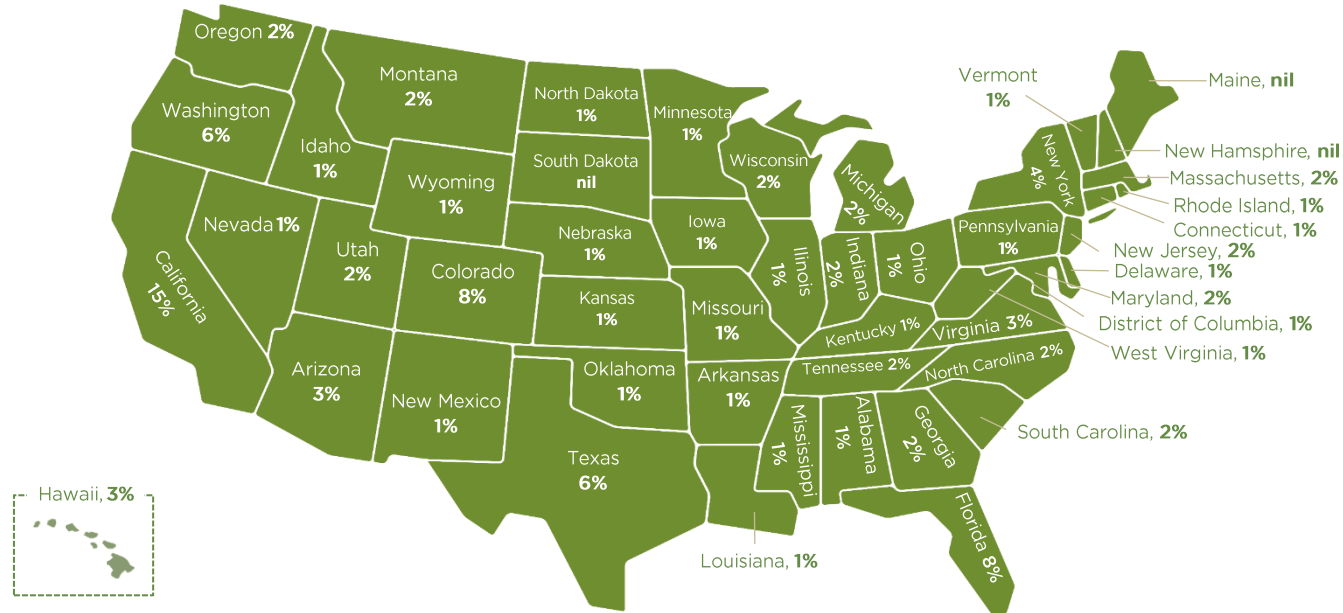 Oregon 2%
Washington
6%
Idaho
1%
Montana
2%
Wyoming
1%
Nevada 1%
California
15%
Utah
2%
Colorado
8%
Arizona
3%
New Mexico
1%
North Dakota
1%
South Dakota
nil
Nebraska
1%
Kansas
1%
Oklahoma
1%
Texas
6%
Minnesota
1%
Iowa
1%
Missouri
1%
Arkansas
1%
Louisiana, 1%
Wisconsin
2%
Illinois
1%
Michigan
2%
Indiana
2%
Ohio
1%
Kentucky 1%
Tennessee 2%
Mississippi
1%
Alabama
1%
Georgia
2%
Florida 8%
South Carolina, 2%
North Carolina 2%
Virginia 3%
West Virginia, 1%
District of Columbia, 1%
Maryland, 2%
Delaware, 1%
New Jersey, 2%
Pennsylvania
1%
New York
4%
Connecticut, 1%
Rhode Island, 1%
Massachusetts, 2%
New Hamsphire, nil
Vermont
1%
Maine, nil
Hawaii, 3%